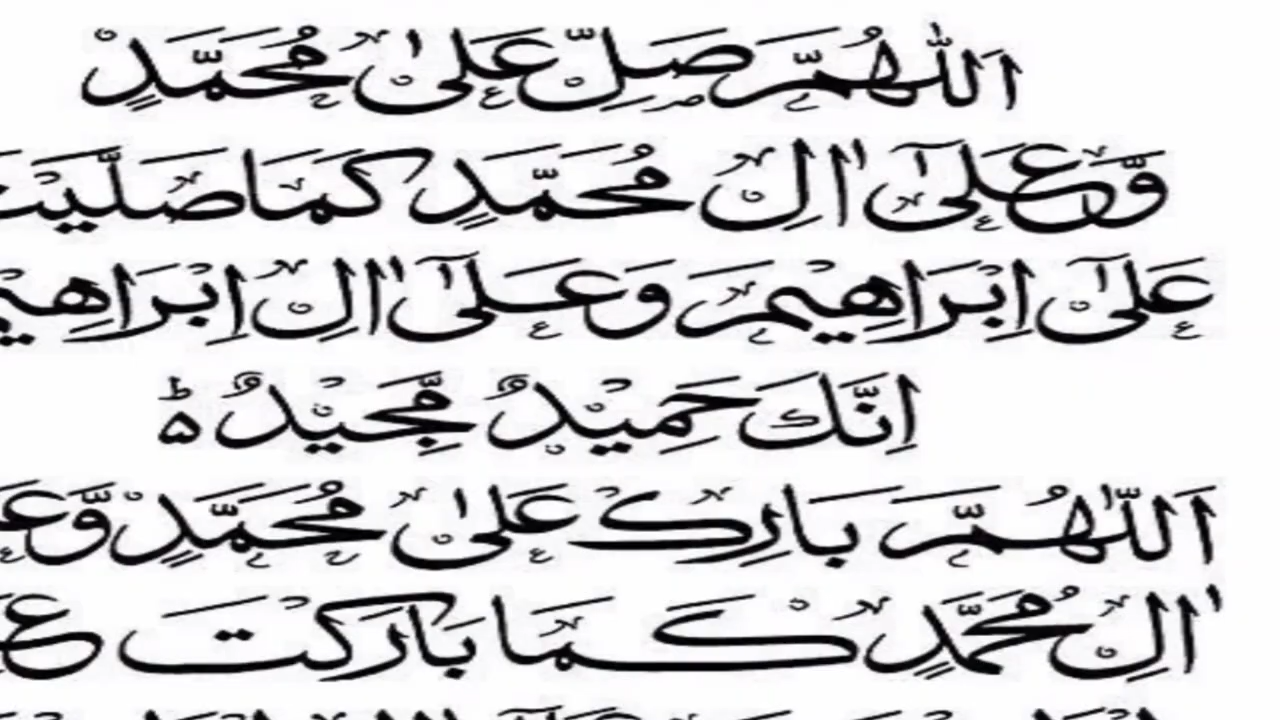 اَللّٰهُمَّ صَلِّ عَلٰى مُحَمَّدٍ
وَّعَلٰٓى اٰلِ مُحَمَّدٍ كَمَا صَلَّيْتَ
عَلٰٓى اِبْرَاهِيْمَ وَعَلٰٓى اٰلِ
اِنَّكَ حَمِيْدٌ مَّجِيْدٌ ؕ
اَللّٰهُمَّ بَارِكْ عَلٰى مُحَمَّدٍ
اٰلِ مُحَمَّدٍ كَمَا بَارَكْتَ